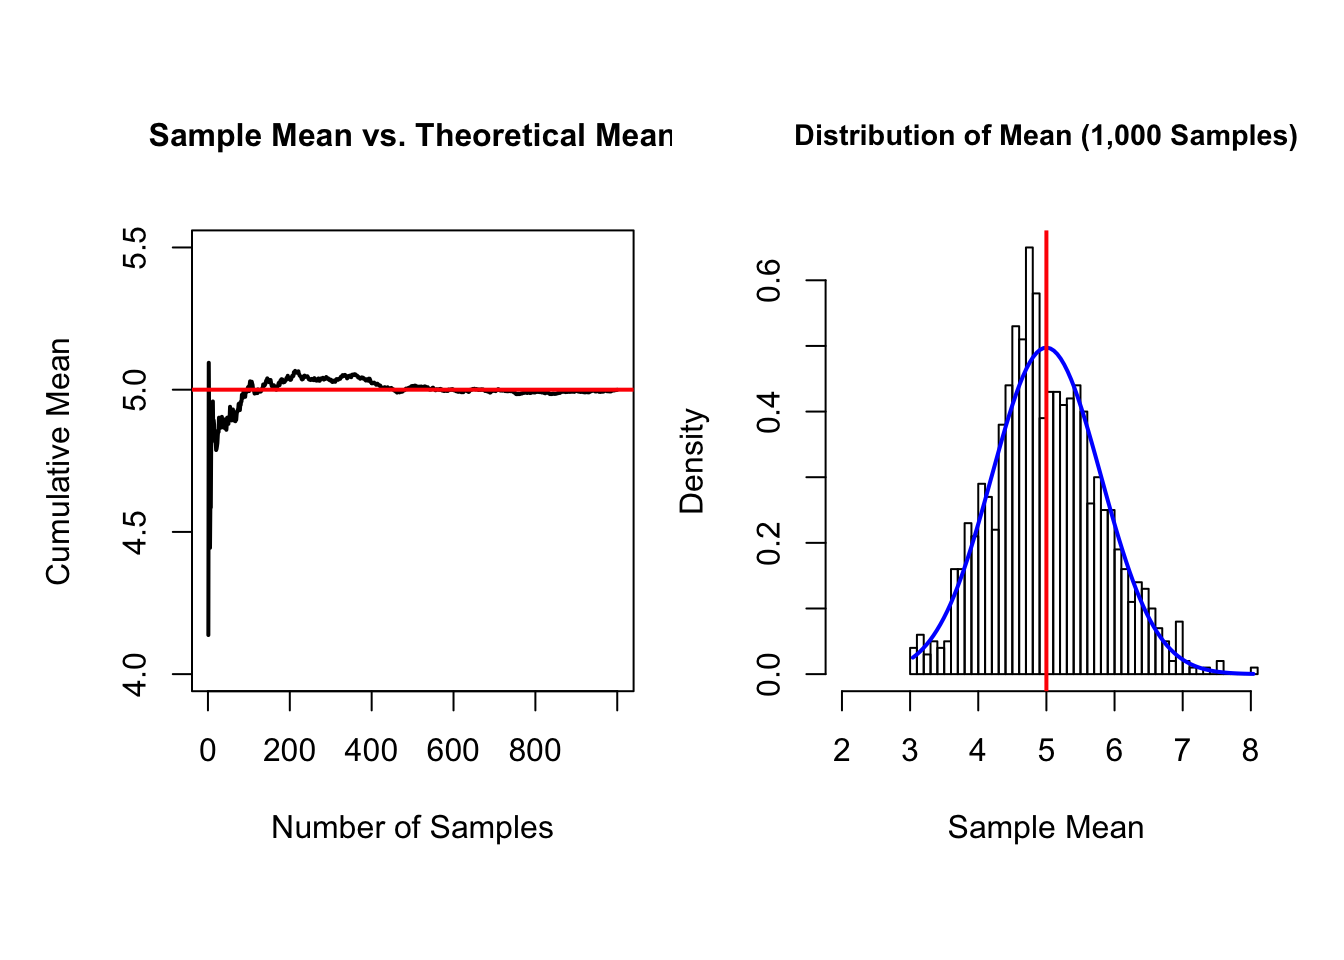 Sample Mean vs. Theoretical Mean
Cumulative Mean
5.5
5.0
4.5
4.0
0 200 400 600 800
Number of Samples
Distribution of Mean (1,000 Samples)
Density
0.6
0.4
0.2
0.0
2 3 4 5 6 7 8
Sample Mean